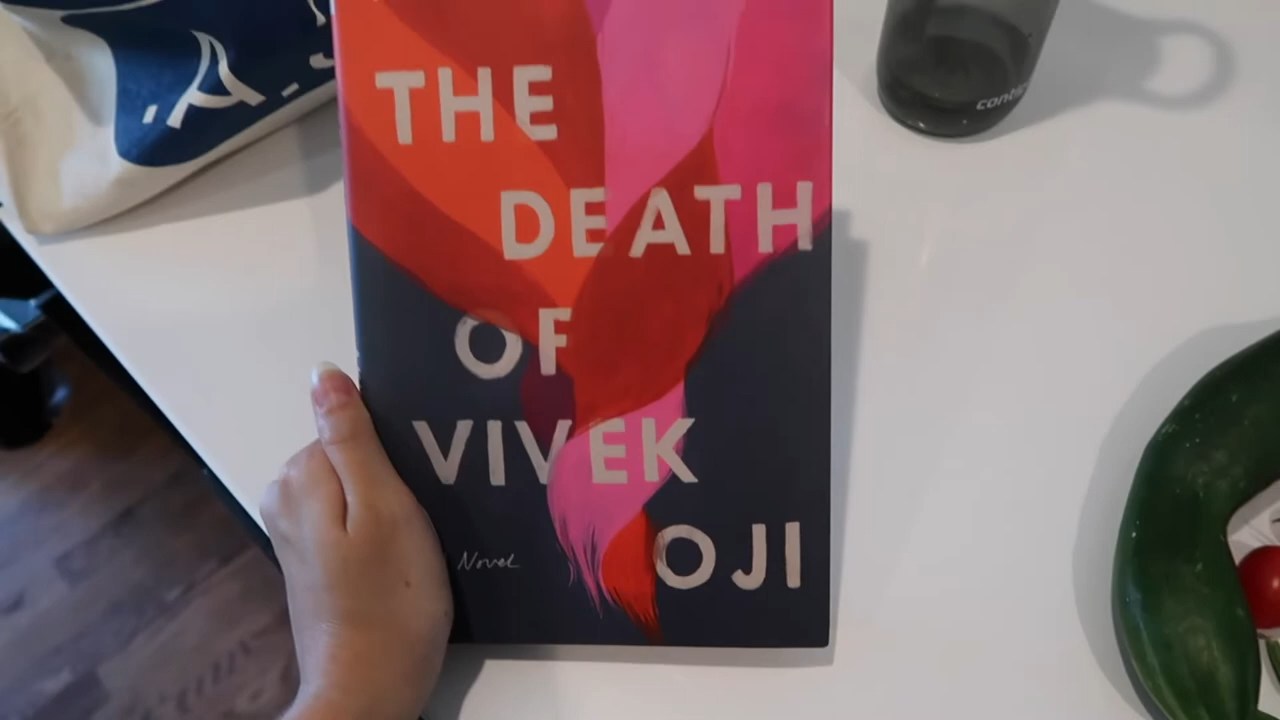 THE
DEATH
OF
VIVEK
OJI
Novel